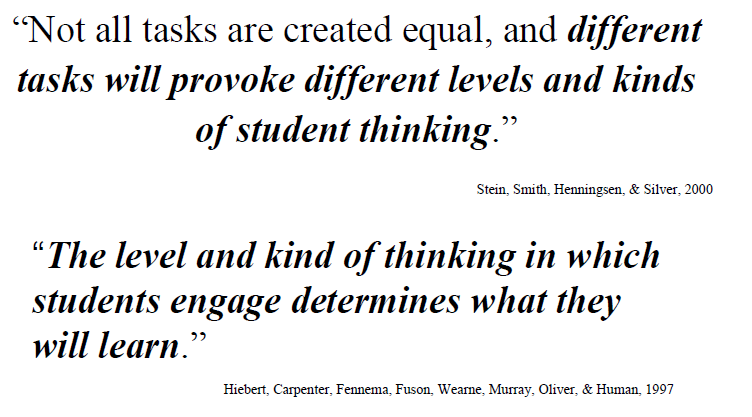 “Not all tasks are created equal, and different
tasks will provoke different levels and kinds
of student thinking.”
Stein, Smith, Henningsen, & Silver, 2000
“The level and kind of thinking in which
students engage determines what they
will learn.”
Hiebert, Carpenter, Fennema, Fuson, Wearne, Murray, Oliver, & Human, 1997